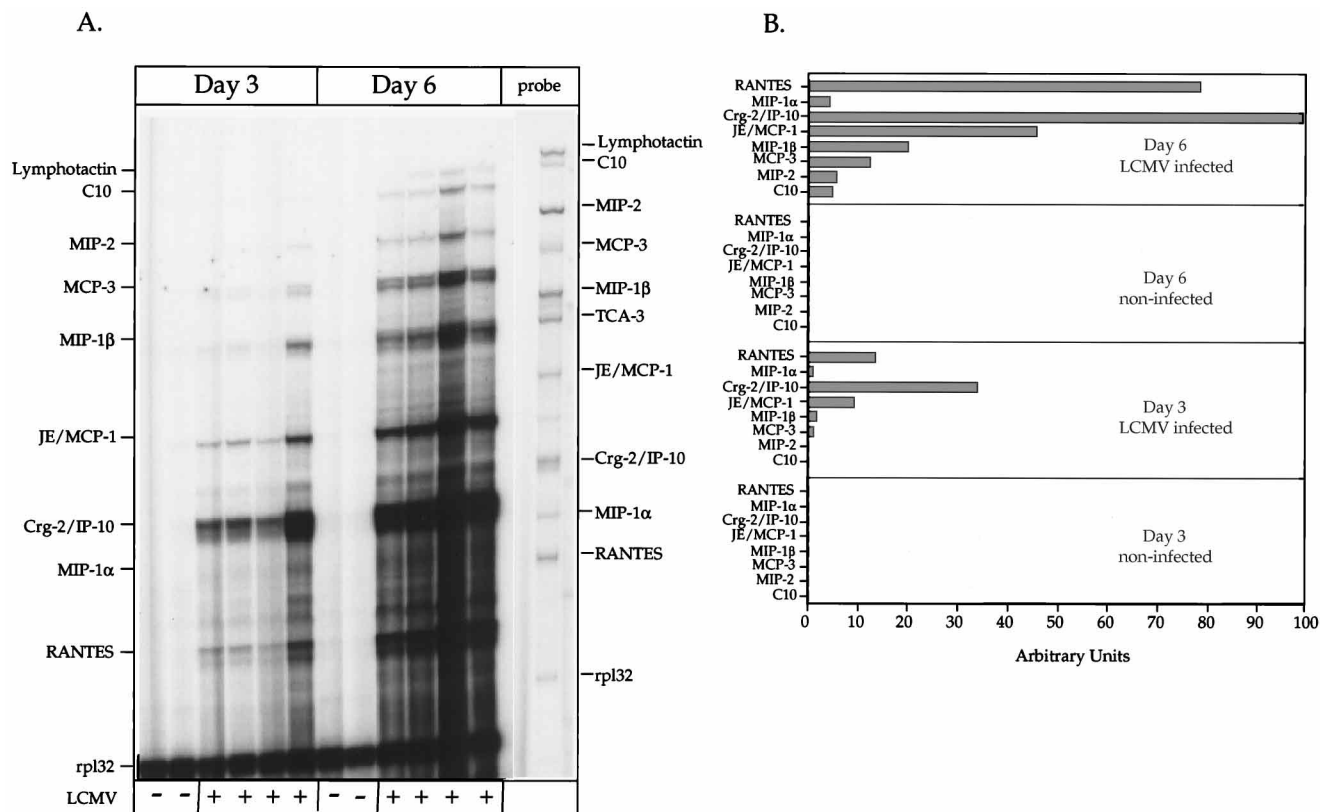 A.
Day 3 Day 6 probe
Lymphotactin
C10
MIP-2
MCP-3
MIP-1β
JE/MCP-1
Crg-2/IP-10
MIP-1α
RANTES
rpl32
LCMV - - + + + + - - + + + +
Lymphotactin
C10
MIP-2
MCP-3
MIP-1β
TCA-3
JE/MCP-1
Crg-2/IP-10
MIP-1α
RANTES
rpl32
B.
RANTES
MIP-1α
Crg-2/IP-10
JE/MCP-1
MIP-1β
MCP-3
MIP-2
C10
Day 6
LCMV infected
RANTES
MIP-1α
Crg-2/IP-10
JE/MCP-1
MIP-1β
MCP-3
MIP-2
C10
Day 6
non-infected
RANTES
MIP-1α
Crg-2/IP-10
JE/MCP-1
MIP-1β
MCP-3
MIP-2
C10
Day 3
LCMV infected
RANTES
MIP-1α
Crg-2/IP-10
JE/MCP-1
MIP-1β
MCP-3
MIP-2
C10
Day 3
non-infected
0 10 20 30 40 50 60 70 80 90 100
Arbitrary Units